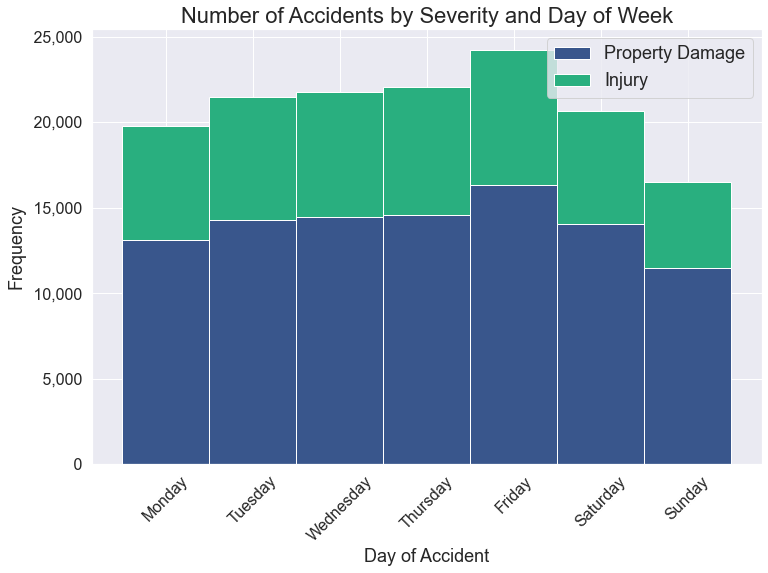 Number of Accidents by Severity and Day of Week
Property Damage
Injury
25,000
20,000
15,000
10,000
5,000
0
Frequency
Monday
Tuesday
Wednesday
Thursday
Friday
Saturday
Sunday
Day of Accident